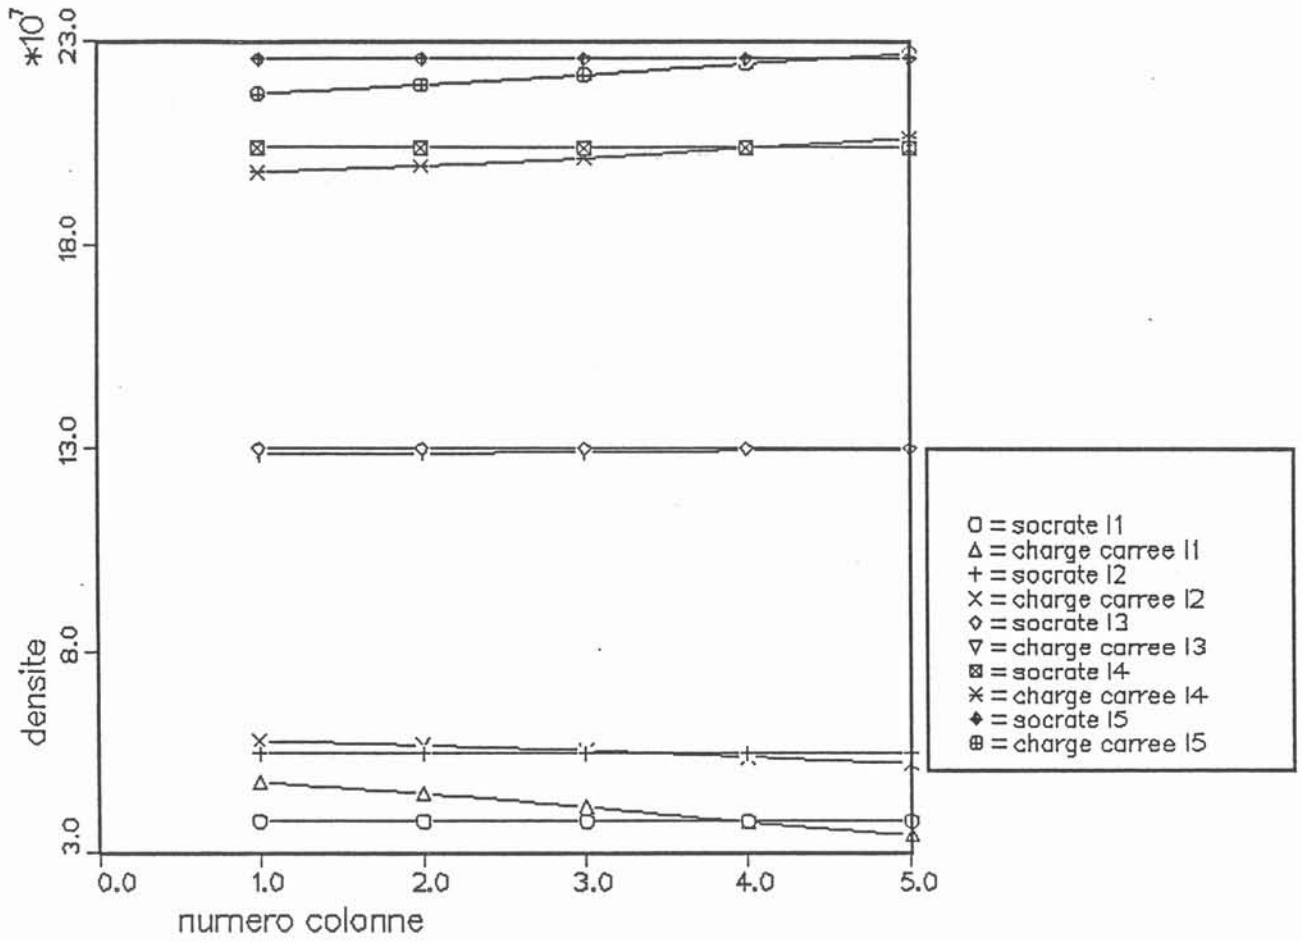 *10⁷
23.0
18.0
13.0
8.0
3.0
densite
0.0 1.0 2.0 3.0 4.0 5.0
numero colonne
= socrate l1
= charge carree l1
= socrate l2
= charge carree l2
= socrate l3
= charge carree l3
= socrate l4
= charge carree l4
= socrate l5
= charge carree l5